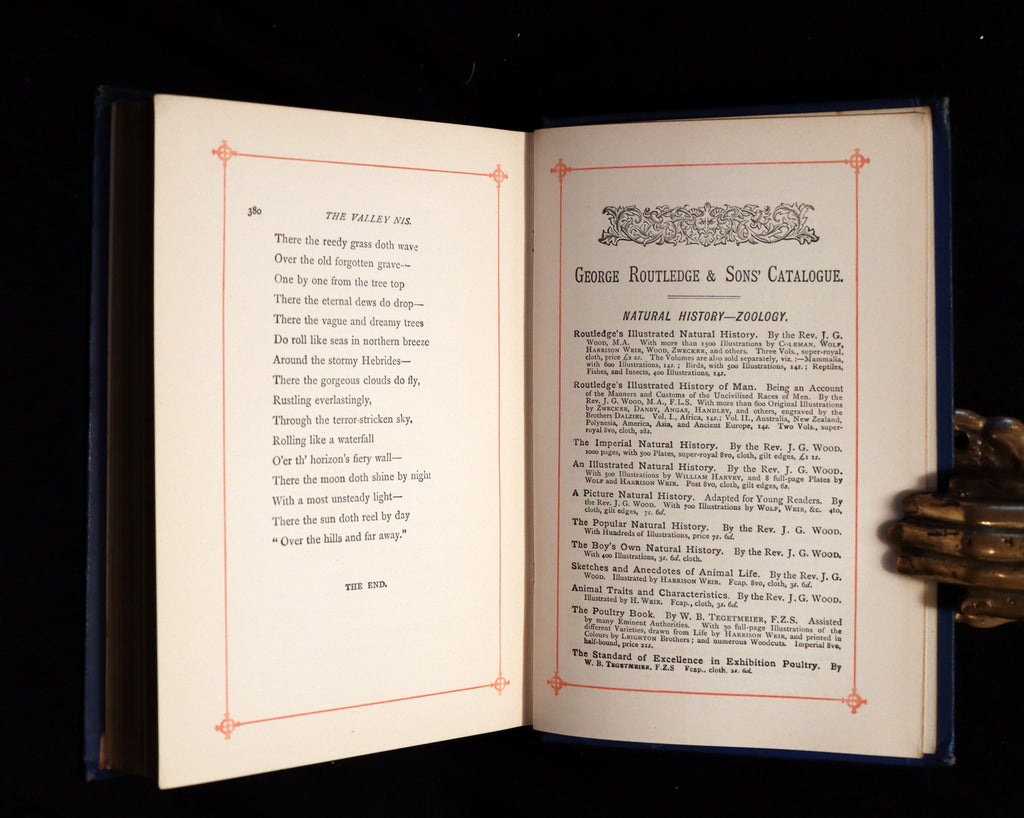 380
THE VALLEY NIS.
There the reedy grass doth wave
Over the old forgotten grave—
One by one from the tree top
There the eternal dews do drop—
There the vague and dreamy trees
Do roll like seas in northern breeze
Around the stormy Hebrides—
There the gorgeous clouds do fly,
Rustling everlastingly,
Through the terror-stricken sky,
Rolling like a waterfall
O'er th' horizon's fiery wall—
There the moon doth shine by night
With a most unsteady light—
There the sun doth reel by day
"Over the hills and far away."
THE END.
GEORGE ROUTLEDGE & SONS' CATALOGUE.
NATURAL HISTORY—ZOOLOGY.
Routledge's Illustrated Natural History. By the Rev. J. G.
WOOD, M.A. With more than 1500 Illustrations by COLEMAN, WOLF,
HARRISON WEIR, WOOD, ZWECKER, and others. Three Vols., super-royal,
cloth, price £2 2s. The Volumes are also sold separately, viz.:—Mammalia,
with 600 Illustrations, 14s.; Birds, with 500 Illustrations, 14s.; Reptiles,
Fishes, and Insects, 400 Illustrations, 14s.
Routledge's Illustrated History of Man. Being an Account
of the Manners and Customs of the Uncivilised Races of Men. By the
Rev. J. G. WOOD, M.A., F.L.S. With more than 600 Original Illustrations
by ZWECKER, DANBY, ANGAS, HANDLEY, and others, engraved by the
Brothers DALZIEL. Vol. I., Africa, 14s.; Vol. II., Australia, New Zealand,
Polynesia, America, Asia, and Ancient Europe, 14s. Two Vols., super-
royal 8vo, cloth, 28s.
The Imperial Natural History. By the Rev. J. G. WOOD.
1000 pages, with 500 Plates, super-royal 8vo, cloth, gilt edges, £1 1s.
An Illustrated Natural History. By the Rev. J. G. WOOD.
With 500 Illustrations by WILLIAM HARVEY, and 8 full-page Plates by
WOLF and HARRISON WEIR. Post 8vo, cloth, gilt edges, 6s.
A Picture Natural History. Adapted for Young Readers. By
the Rev. J. G. WOOD. With 700 Illustrations by WOLF, WEIR, &c. 4to,
cloth, gilt edges, 7s. 6d.
The Popular Natural History. By the Rev. J. G. WOOD.
With Hundreds of Illustrations, price 7s. 6d.
The Boy's Own Natural History. By the Rev. J. G. WOOD.
With 400 Illustrations, 3s. 6d. cloth.
Sketches and Anecdotes of Animal Life. By the Rev. J. G.
WOOD. Illustrated by HARRISON WEIR. Fcap. 8vo, cloth, 3s. 6d.
Animal Traits and Characteristics. By the Rev. J. G. WOOD.
Illustrated by H. WEIR. Fcap., cloth, 3s. 6d.
The Poultry Book. By W. B. TEGETMEIER, F.Z.S. Assisted
by many Eminent Authorities. With 30 full-page Illustrations of the
different Varieties, drawn from Life by HARRISON WEIR, and printed in
Colours by LEIGHTON Brothers; and numerous Woodcuts. Imperial 8vo,
half-bound, price 21s.
The Standard of Excellence in Exhibition Poultry. By
W. B. TEGETMEIER, F.Z.S Fcap., cloth, 2s. 6d.